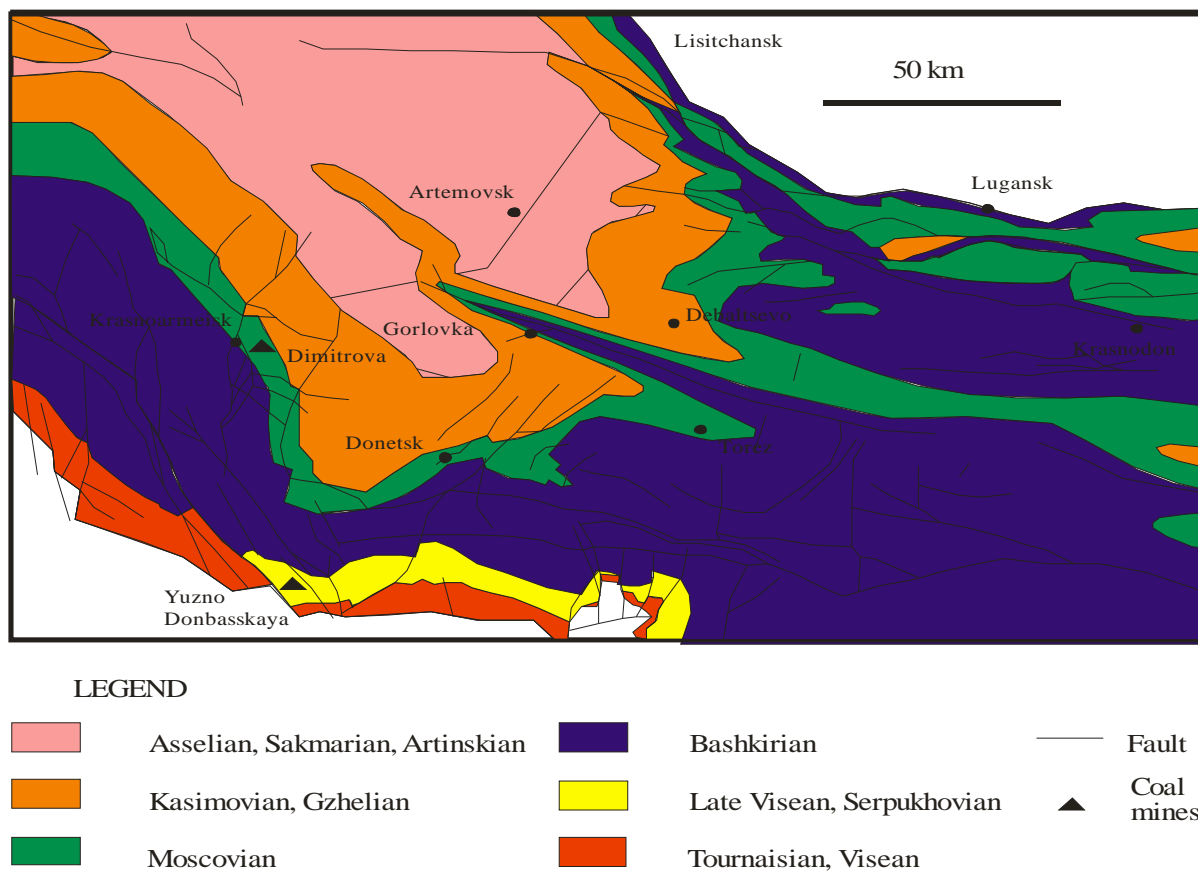 Lisitchansk
50 km
Artemovsk
Lugansk
Krasnoarmeisk
Dimitrova
Gorlovka
Debaltsevo
Krasnodon
Donetsk
Torez
Yuzno
Donbasskaya
LEGEND
Asselian, Sakmarian, Artinskian
Bashkirian
Fault
Kasimovian, Gzhelian
Late Visean, Serpukhovian
Coal
mines
Moscovian
Tournaisian, Visean